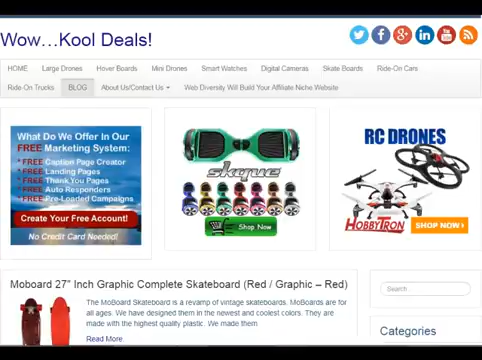 Wow…Kool Deals!
HOME Large Drones Hover Boards Mini Drones Smart Watches Digital Cameras Skate Boards Ride-On Cars
Ride-On Trucks BLOG About Us/Contact Us Web Diversity Will Build Your Affiliate Niche Website
What Do We Offer In Our
FREE Marketing System:
* FREE Caption Page Creator
* FREE Landing Pages
* FREE Thank You Pages
* FREE Auto Responders
* FREE Pre-Loaded Campaigns
Create Your Free Account!
No Credit Card Needed!
skque
Shop Now
RC DRONES
HOBBYTRON
SHOP NOW
Moboard 27″ Inch Graphic Complete Skateboard (Red / Graphic – Red)
The MoBoard Skateboard is a revamp of vintage skateboards. MoBoards are for
all ages. We have designed them in the newest and coolest colors. They are
made with the highest quality plastic. We made them
Read More
Search ...
Categories